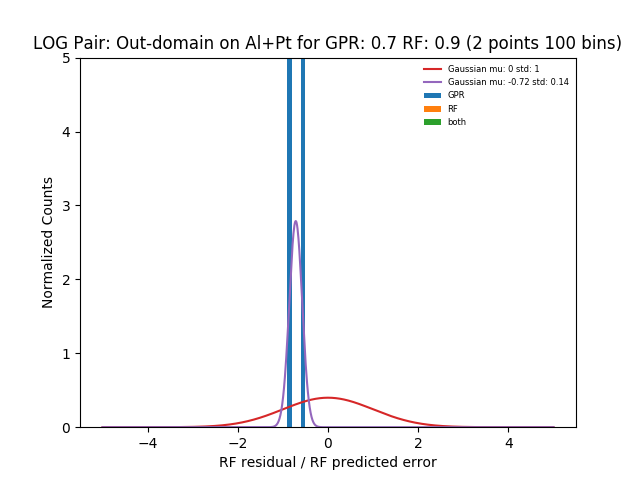 LOG Pair: Out-domain on Al+Pt for GPR: 0.7 RF: 0.9 (2 points 100 bins)
Gaussian mu: 0 std: 1
Gaussian mu: -0.72 std: 0.14
GPR
RF
both
Normalized Counts
5
4
3
2
1
0
−4
−2
0
2
4
RF residual / RF predicted error